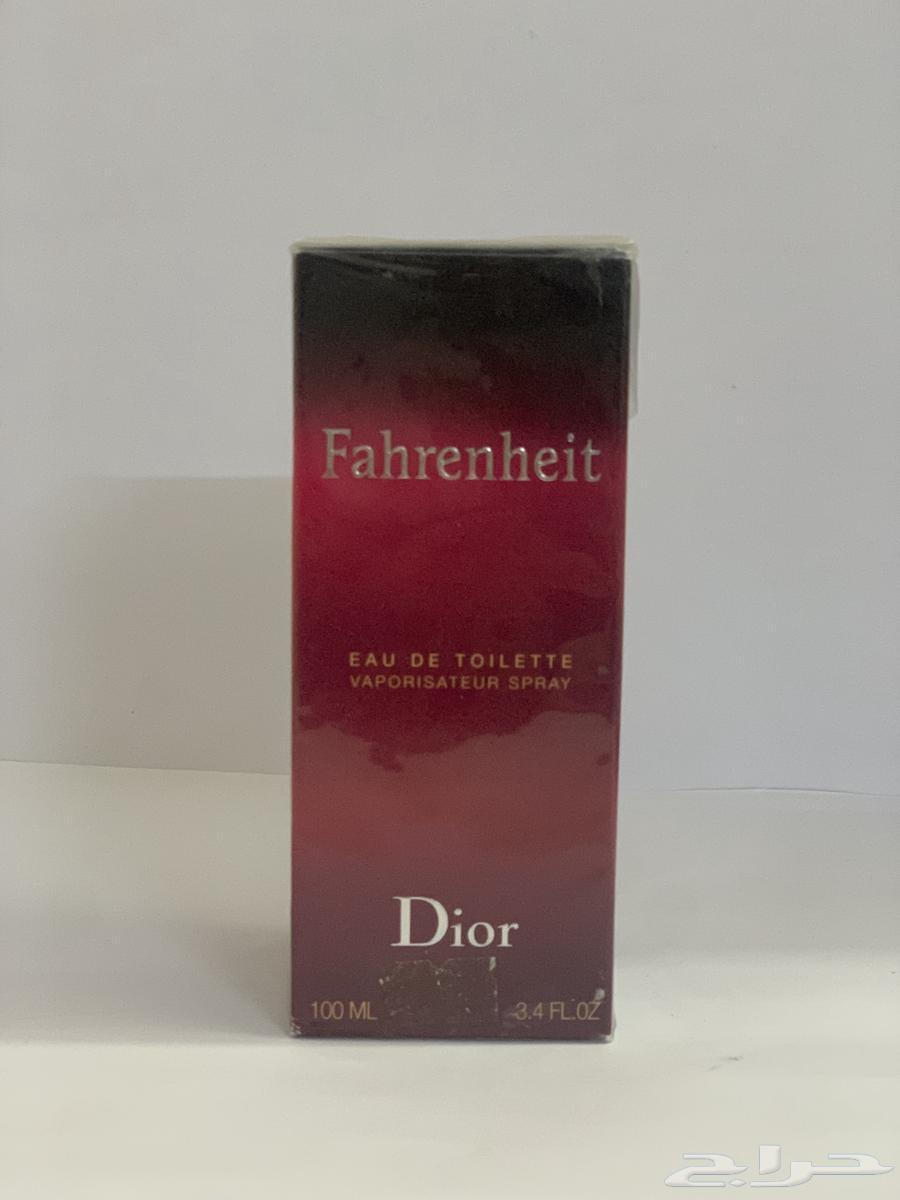 Fahrenheit
EAU DE TOILETTE
VAPORISATEUR SPRAY
Dior
100 ML 3.4 FL.OZ
حراج